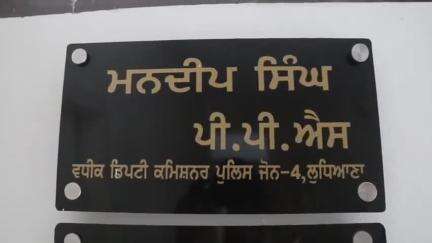 ਮਨਦੀਪ ਸਿੰਘ
ਪੀ.ਪੀ.ਐਸ
ਵਧੀਕ ਡਿਪਟੀ ਕਮਿਸ਼ਨਰ ਪੁਲਿਸ ਜੋਨ-4,ਲੁਧਿਆਣਾ